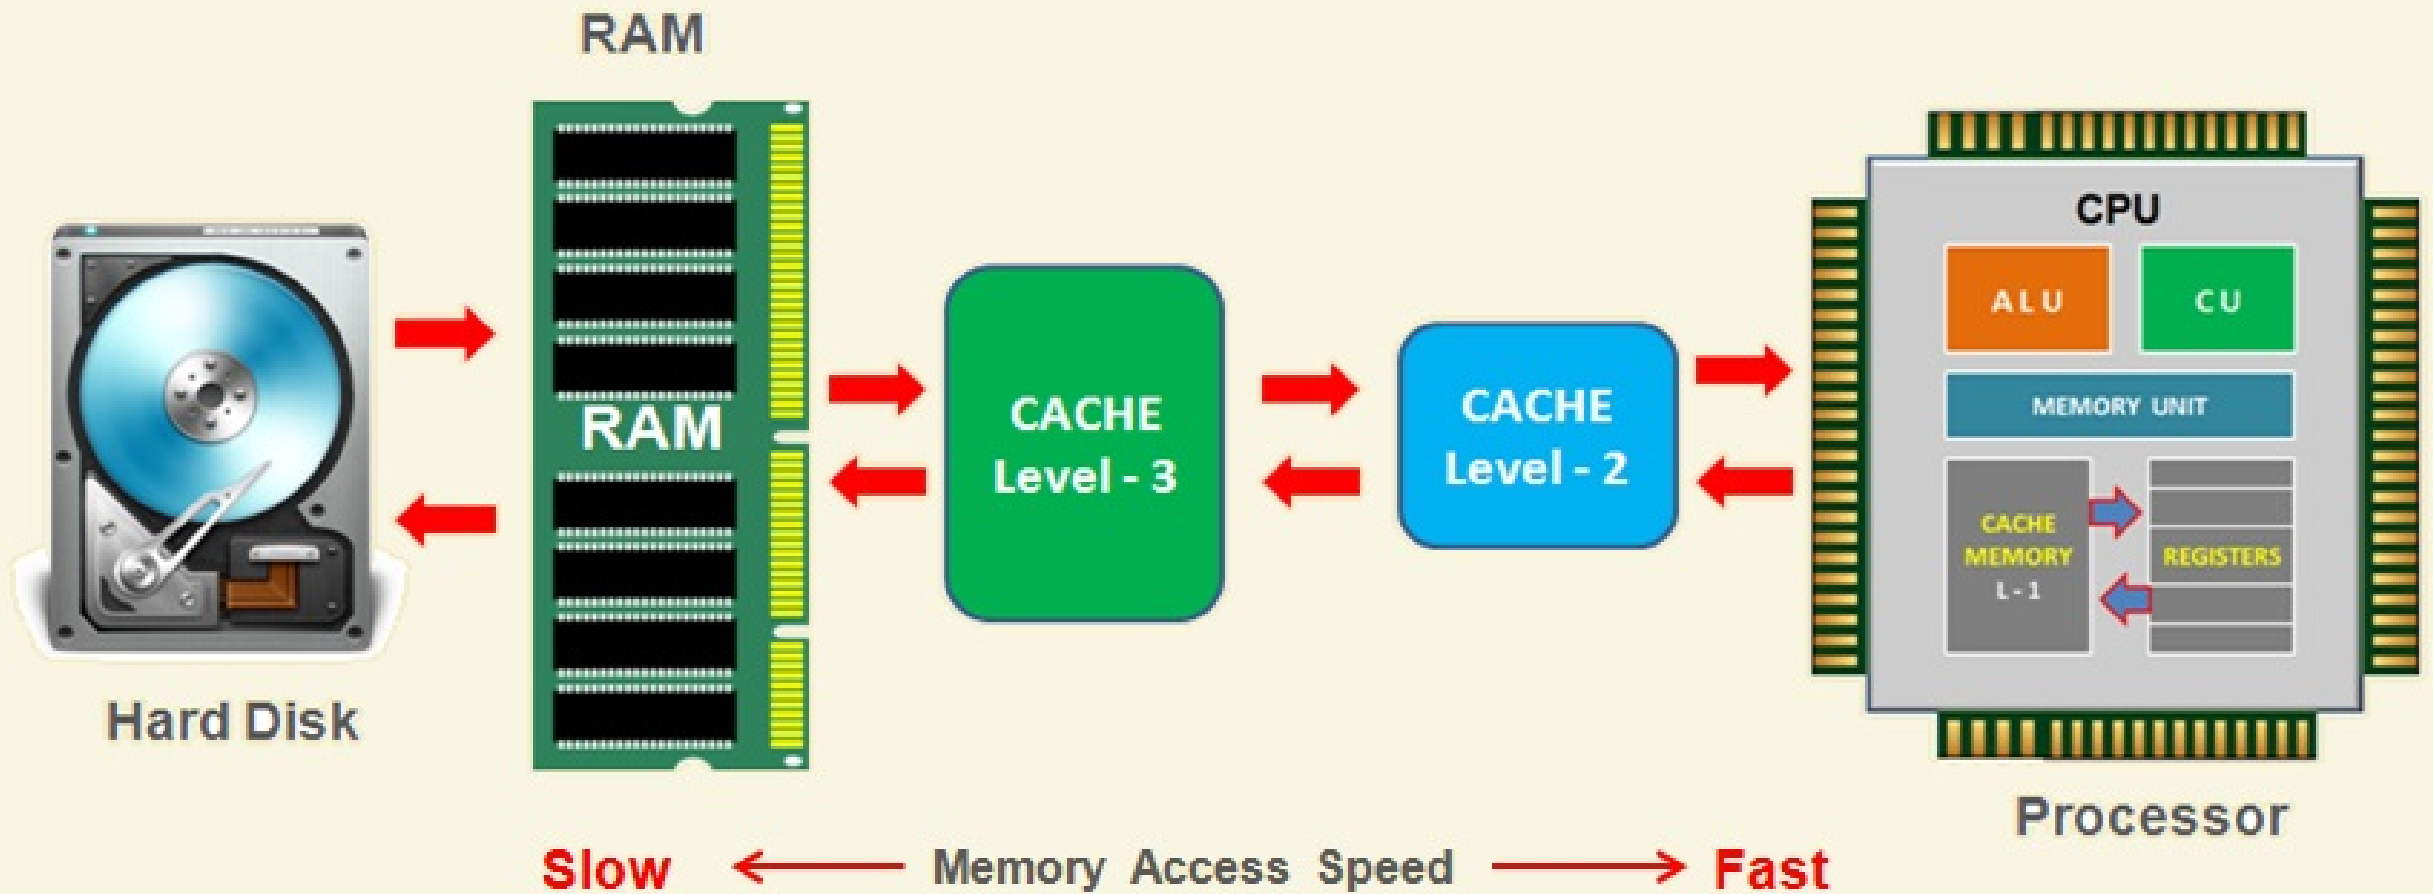 RAM
RAM
CACHE
Level - 3
CACHE
Level - 2
CPU
ALU
CU
MEMORY UNIT
CACHE
MEMORY
L - 1
REGISTERS
Hard Disk
Processor
Slow Memory Access Speed Fast